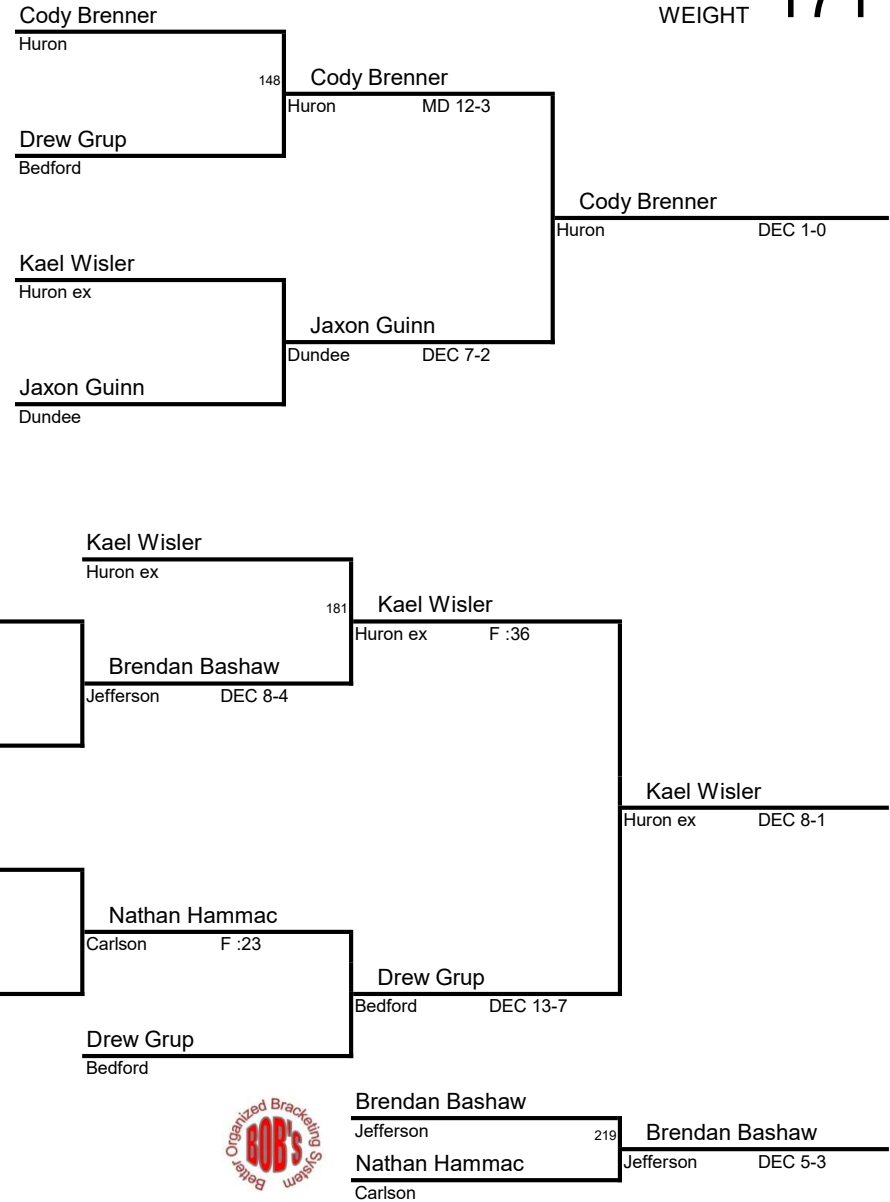 WEIGHT
Cody Brenner
Huron
148
Cody Brenner
Huron MD 12-3
Drew Grup
Bedford
Cody Brenner
Huron DEC 1-0
Kael Wisler
Huron ex
Jaxon Guinn
Dundee DEC 7-2
Jaxon Guinn
Dundee
Kael Wisler
Huron ex
181
Kael Wisler
Huron ex F :36
Brendan Bashaw
Jefferson DEC 8-4
Kael Wisler
Huron ex DEC 8-1
Nathan Hammac
Carlson F :23
Drew Grup
Bedford DEC 13-7
Drew Grup
Bedford
Better Organized Bracketing System
BOB's
Brendan Bashaw
Jefferson
219
Brendan Bashaw
Jefferson DEC 5-3
Nathan Hammac
Carlson